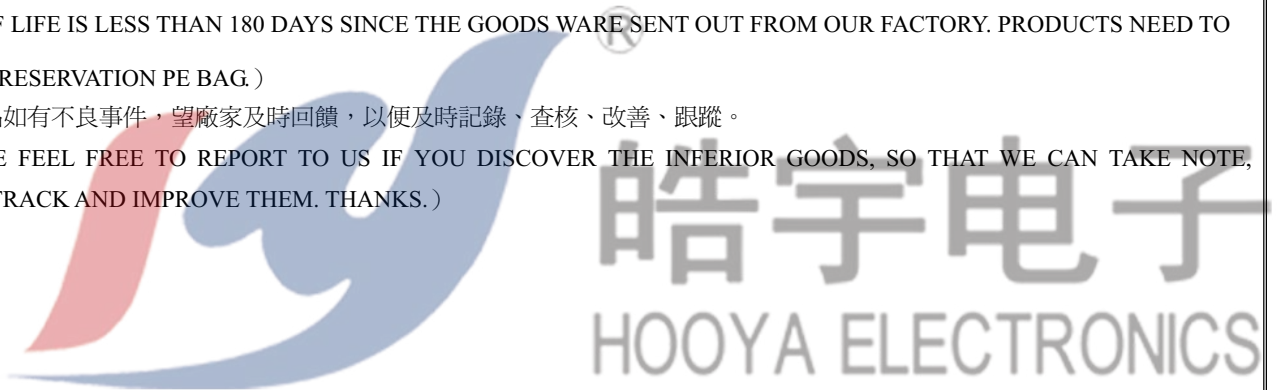 LIFE IS LESS THAN 180 DAYS SINCE THE GOODS WARE SENT OUT FROM OUR FACTORY. PRODUCTS NEED TO
RESERVATION PE BAG.）
如有不良事件，望廠家及時回饋，以便及時記錄、查核、改善、跟蹤。
E FEEL FREE TO REPORT TO US IF YOU DISCOVER THE INFERIOR GOODS, SO THAT WE CAN TAKE NOTE,
TRACK AND IMPROVE THEM. THANKS.）
®
皓宇电子
HOOYA ELECTRONICS